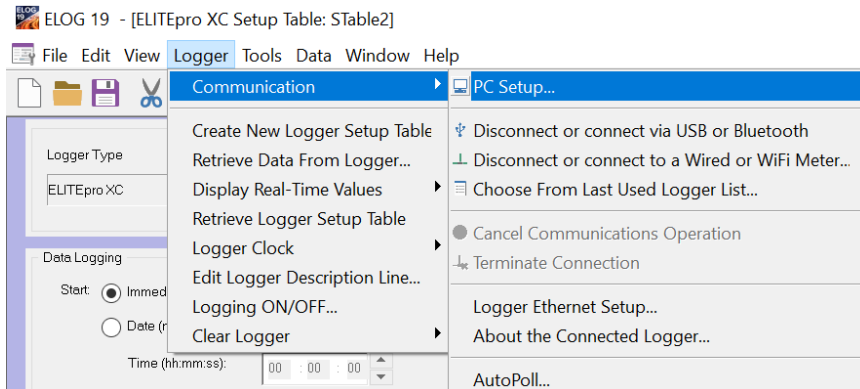 ELOG 19 - [ELITEpro XC Setup Table: STable2]
File Edit View Logger Tools Data Window Help
Communication
PC Setup...
Create New Logger Setup Table
Disconnect or connect via USB or Bluetooth
Retrieve Data From Logger...
Disconnect or connect to a Wired or WiFi Meter...
Display Real-Time Values
Choose From Last Used Logger List...
Retrieve Logger Setup Table
Logger Clock
Cancel Communications Operation
Edit Logger Description Line...
Terminate Connection
Logging ON/OFF...
Logger Ethernet Setup...
Clear Logger
About the Connected Logger...
AutoPoll...
Logger Type
ELITEpro XC
Data Logging
Start: Immed
Date (r
Time (hh:mm:ss): 00 : 00 : 00